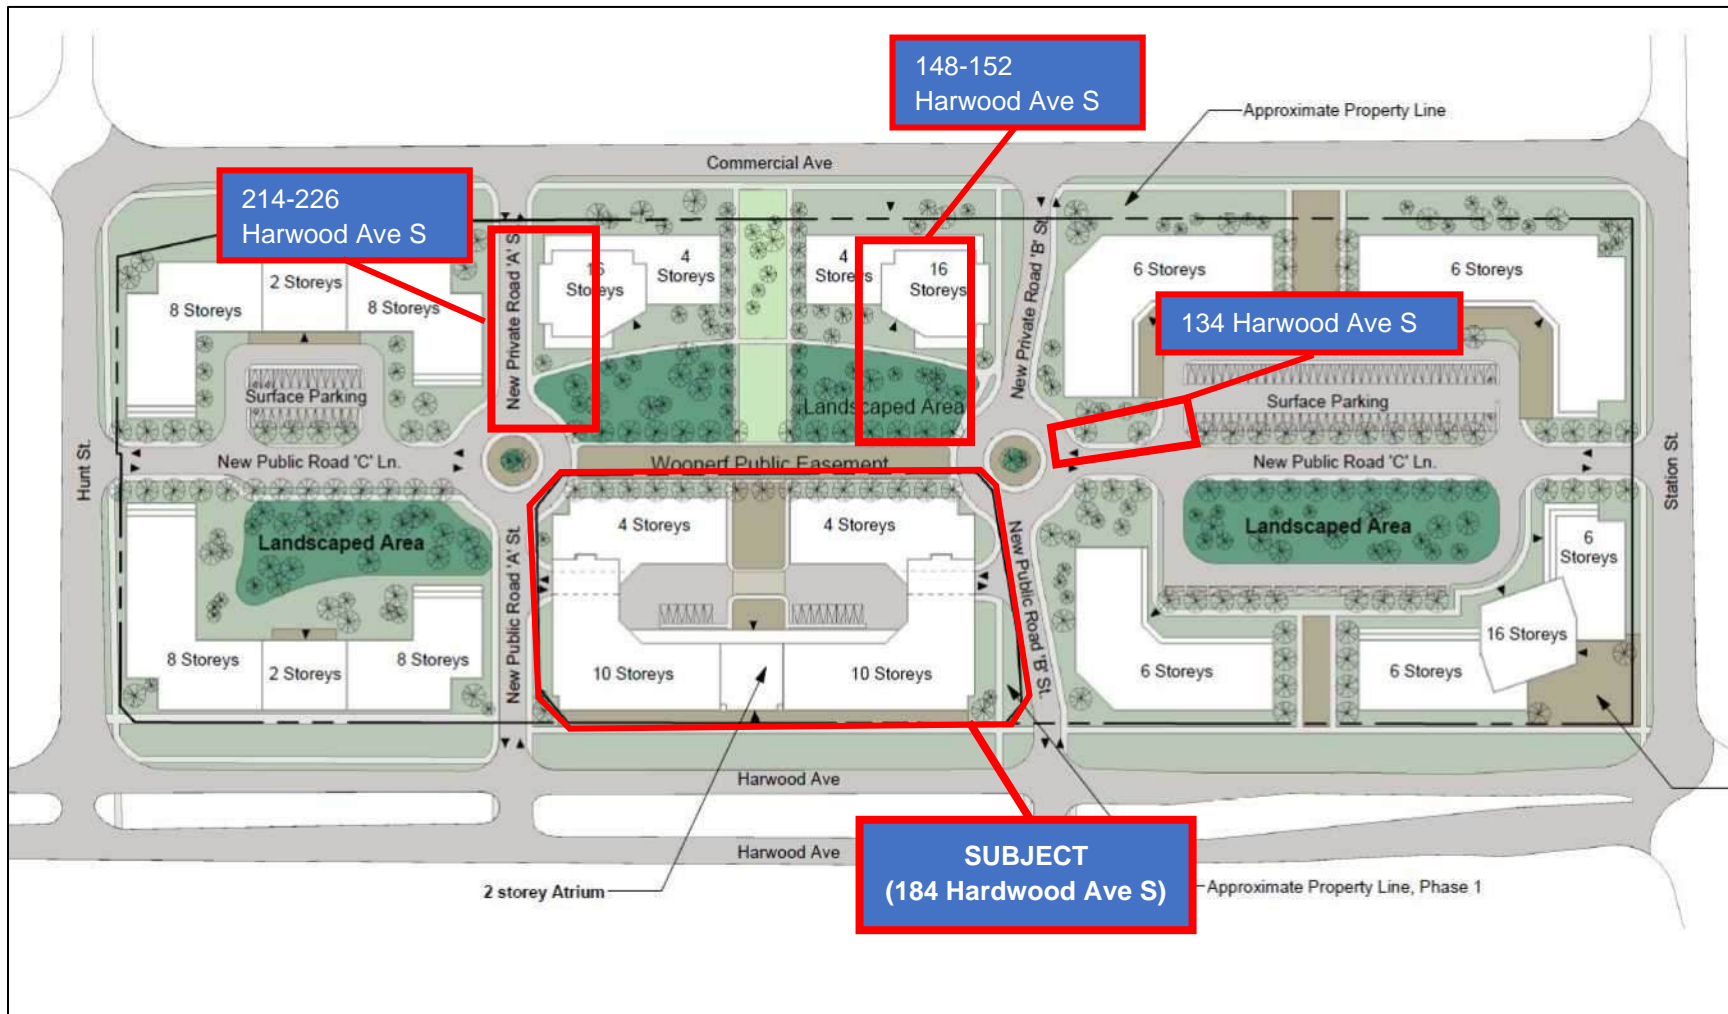 148-152
Harwood Ave S
Approximate Property Line
Commercial Ave
214-226
Harwood Ave S
New Private Road 'A' St.
New Private Road 'B' St.
2 Storeys
8 Storeys
8 Storeys
16
Storeys
4
Storeys
4
Storeys
16
Storeys
6 Storeys
6 Storeys
134 Harwood Ave S
Surface Parking
Landscaped Area
Surface Parking
Hunt St.
New Public Road 'C' Ln.
Woonerf Public Easement
New Public Road 'C' Ln.
Station St.
4 Storeys
4 Storeys
Landscaped Area
Landscaped Area
6
Storeys
New Public Road 'A' St.
New Public Road 'B' St.
16 Storeys
8 Storeys
2 Storeys
8 Storeys
10 Storeys
10 Storeys
6 Storeys
6 Storeys
Harwood Ave
Harwood Ave
SUBJECT
(184 Hardwood Ave S)
2 storey Atrium
Approximate Property Line, Phase 1